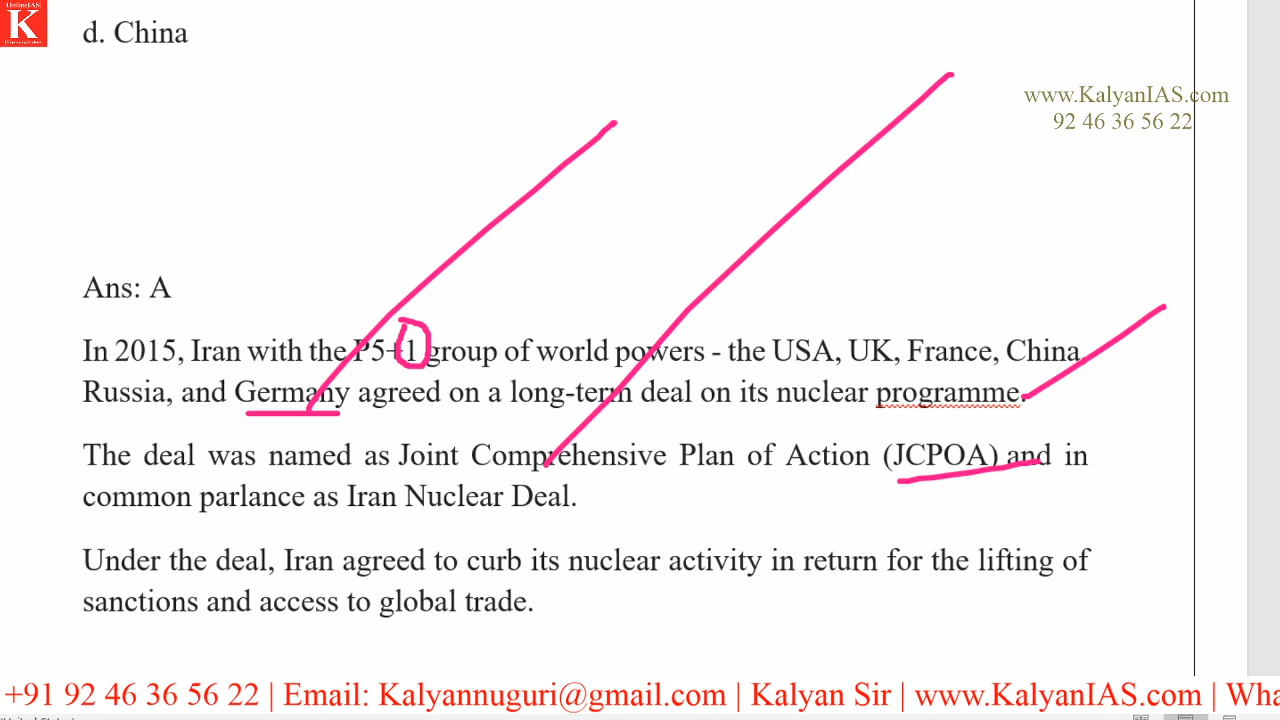 OnlineIAS
K
d. China
www.KalyanIAS.com
92 46 36 56 22
Ans: A
In 2015, Iran with the P5+1 group of world powers - the USA, UK, France, China,
Russia, and Germany agreed on a long-term deal on its nuclear programme.
The deal was named as Joint Comprehensive Plan of Action (JCPOA) and in
common parlance as Iran Nuclear Deal.
Under the deal, Iran agreed to curb its nuclear activity in return for the lifting of
sanctions and access to global trade.
+91 92 46 36 56 22 | Email: Kalyannuguri@gmail.com | Kalyan Sir | www.KalyanIAS.com | Wha